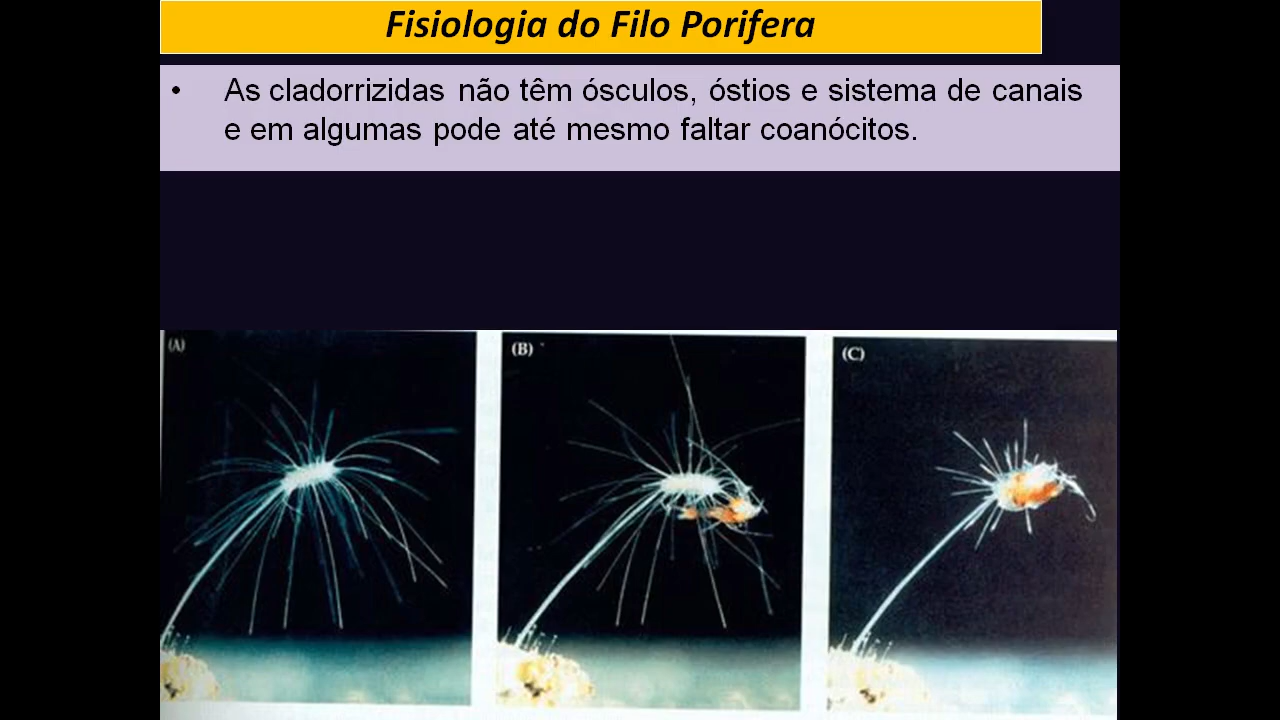 Fisiologia do Filo Porifera
• As cladorrizidas não têm ósculos, óstios e sistema de canais
e em algumas pode até mesmo faltar coanócitos.
(A)
(B)
(C)